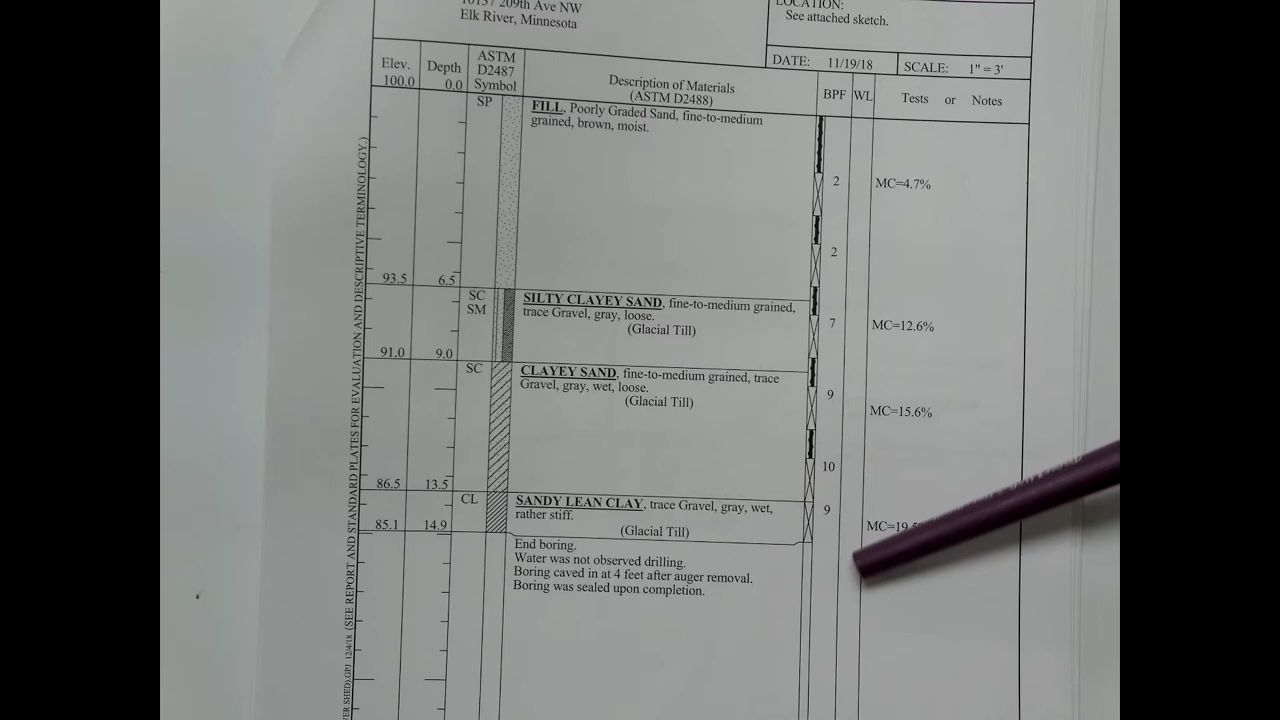 209th Ave NW
Elk River, Minnesota
LOCATION:
See attached sketch.
DATE: 11/19/18 SCALE: 1" = 3'
Elev. 100.0
Depth 0.0
ASTM D2487 Symbol
Description of Materials
(ASTM D2488)
BPF WL Tests or Notes
SP
FILL, Poorly Graded Sand, fine-to-medium
grained, brown, moist.
2 MC=4.7%
2
93.5 6.5
SC
SM
SILTY CLAYEY SAND, fine-to-medium grained,
trace Gravel, gray, loose.
(Glacial Till)
7 MC=12.6%
91.0 9.0
SC
CLAYEY SAND, fine-to-medium grained, trace
Gravel, gray, wet, loose.
(Glacial Till)
9 MC=15.6%
10
86.5 13.5
CL
SANDY LEAN CLAY, trace Gravel, gray, wet,
rather stiff.
(Glacial Till)
9
85.1 14.9
End boring.
Water was not observed drilling.
Boring caved in at 4 feet after auger removal.
Boring was sealed upon completion.
SHED).GPJ 12/4/18 (SEE REPORT AND STANDARD PLATES FOR EVALUATION AND DESCRIPTIVE TERMINOLOGY.)